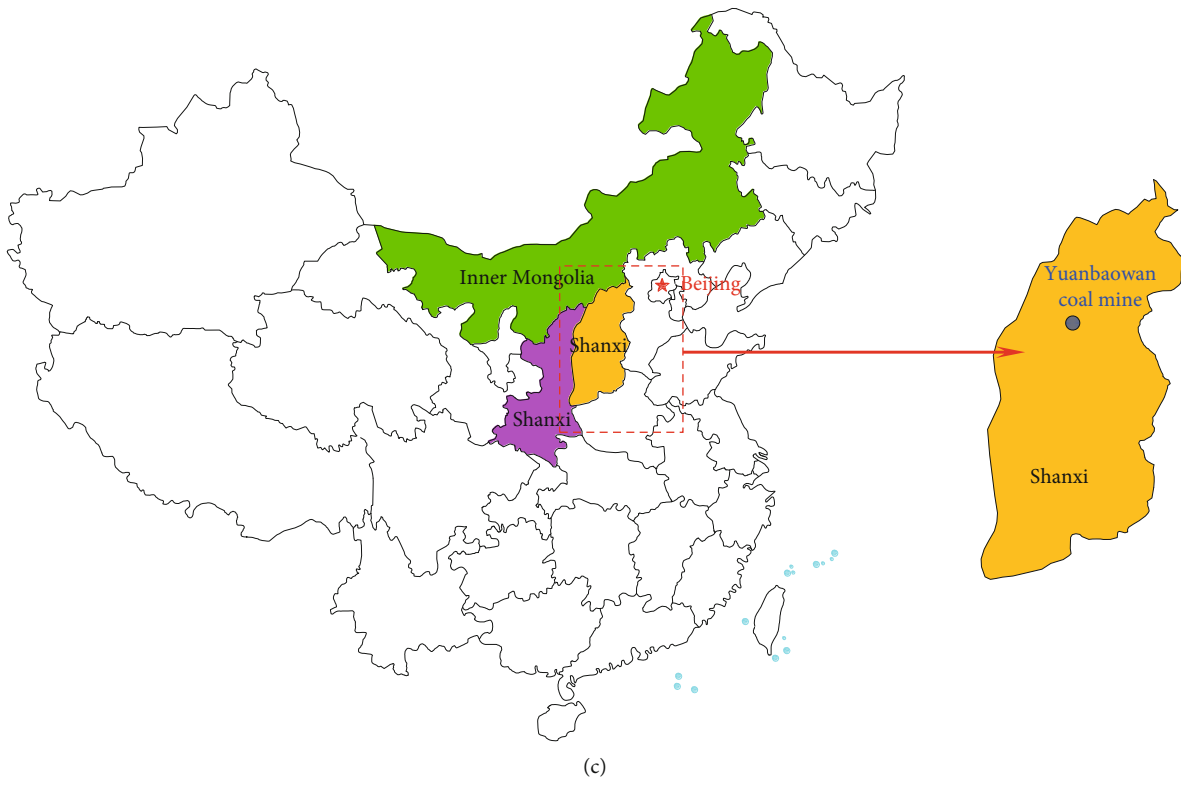 Inner Mongolia
Beijing
Shanxi
Shanxi
Yuanbaowan
coal mine
Shanxi
(c)